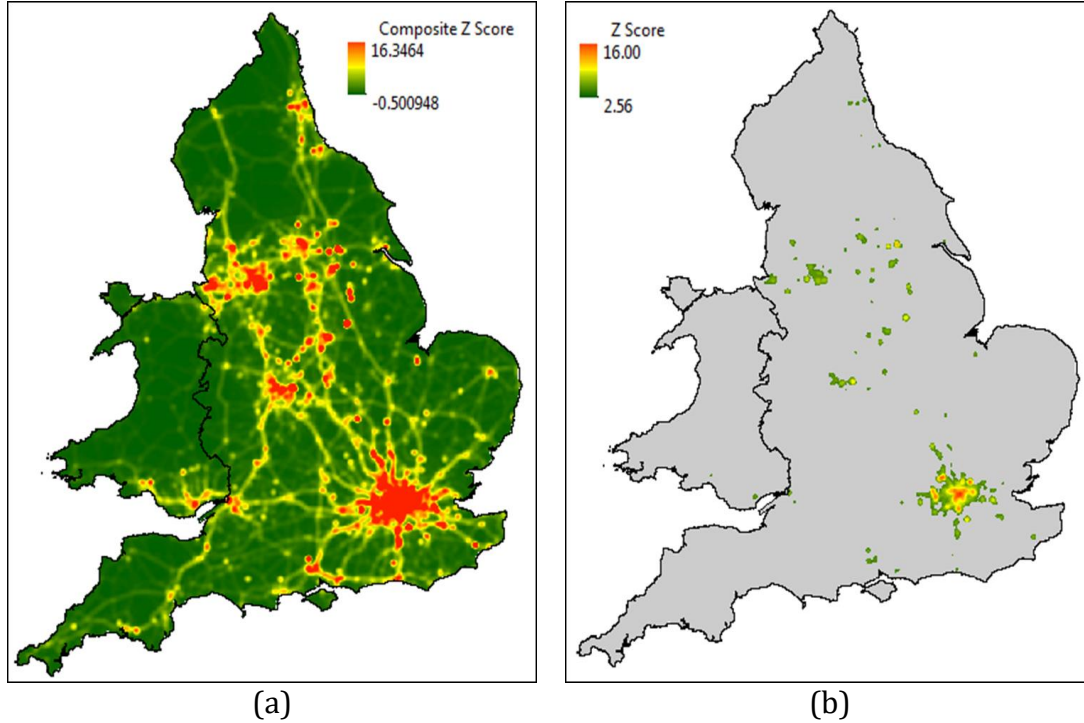 Composite Z Score
16.3464
-0.500948
Z Score
16.00
2.56
(a)
(b)